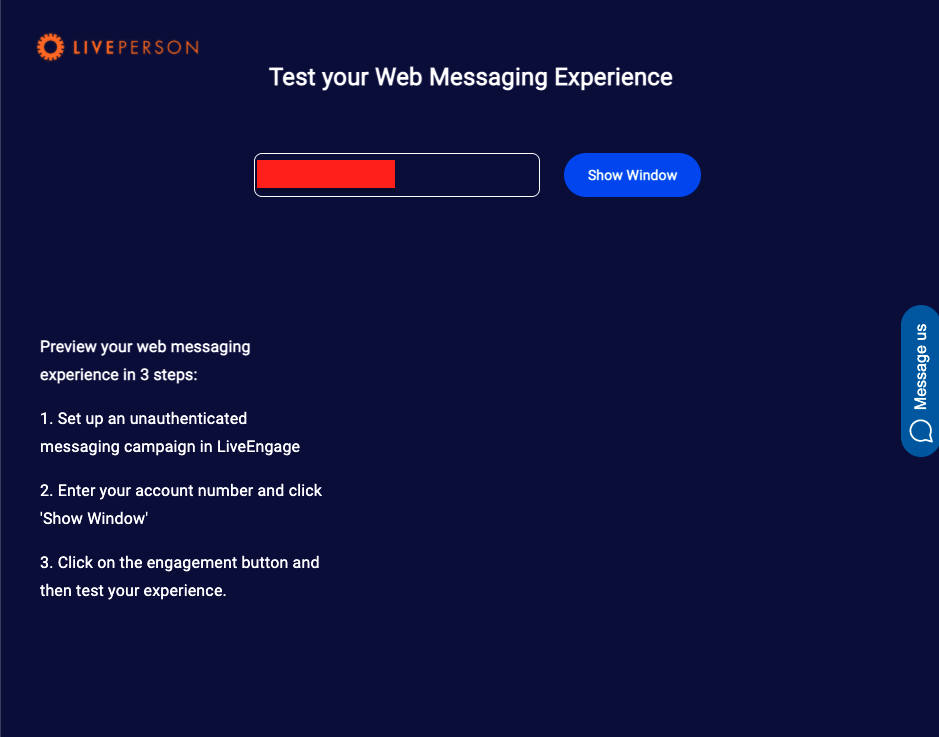 LIVEPERSON
Test your Web Messaging Experience
Show Window
Preview your web messaging
experience in 3 steps:
1. Set up an unauthenticated
messaging campaign in LiveEngage
2. Enter your account number and click
'Show Window'
3. Click on the engagement button and
then test your experience.
Message us